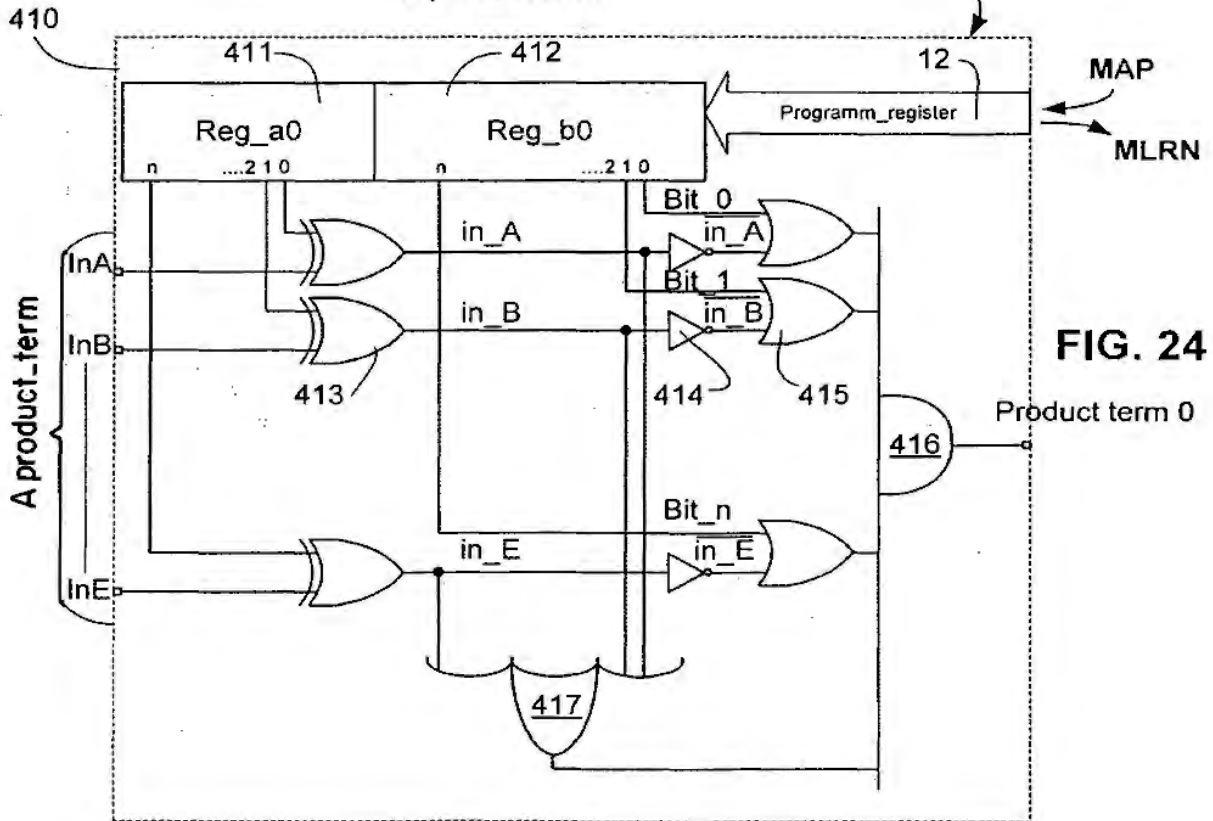 410
411
412
12
MAP
MLRN
Programm_register
Reg_a0
Reg_b0
n ....2 1 0
n ....2 1 0
Bit_0
in_A
in_A
InA
Bit_1
in_B
in_B
InB
413
414
415
FIG. 24
A product_term
Product term 0
416
Bit_n
in_E
in_E
InE
417